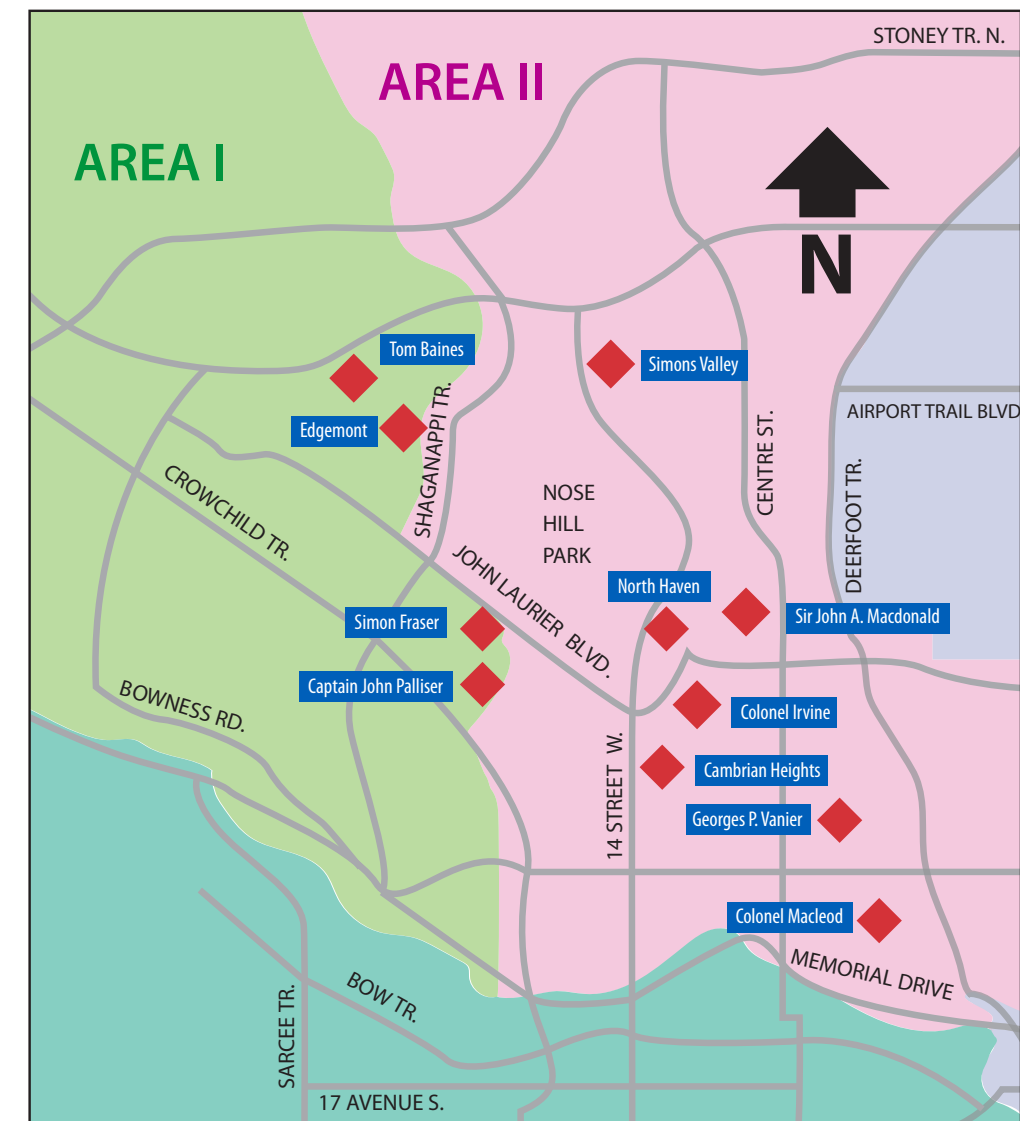 STONEY TR. N.
AREA II
AREA I
N
Tom Baines
Simons Valley
Edgemont
SHAGANAPPI TR.
AIRPORT TRAIL BLVD
CENTRE ST.
DEERFOOT TR.
CROWCHILD TR.
NOSE
HILL
PARK
JOHN LAURIER BLVD.
North Haven
Sir John A. Macdonald
Simon Fraser
Captain John Palliser
BOWNESS RD.
Colonel Irvine
14 STREET W.
Cambrian Heights
Georges P. Vanier
Colonel Macleod
MEMORIAL DRIVE
BOW TR.
SARCEE TR.
17 AVENUE S.